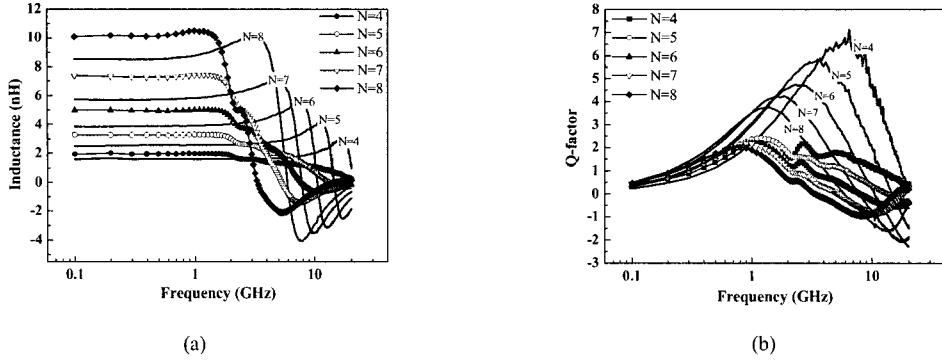 12
10
8
6
4
2
0
-2
-4
Inductance (nH)
0.1
1
10
Frequency (GHz)
N=4
N=5
N=6
N=7
N=8
N=8
N=7
N=6
N=5
N=4
(a)
8
7
6
5
4
3
2
1
0
-1
-2
-3
Q-factor
0.1
1
10
Frequency (GHz)
N=4
N=5
N=6
N=7
N=8
N=4
N=5
N=6
N=7
N=8
(b)